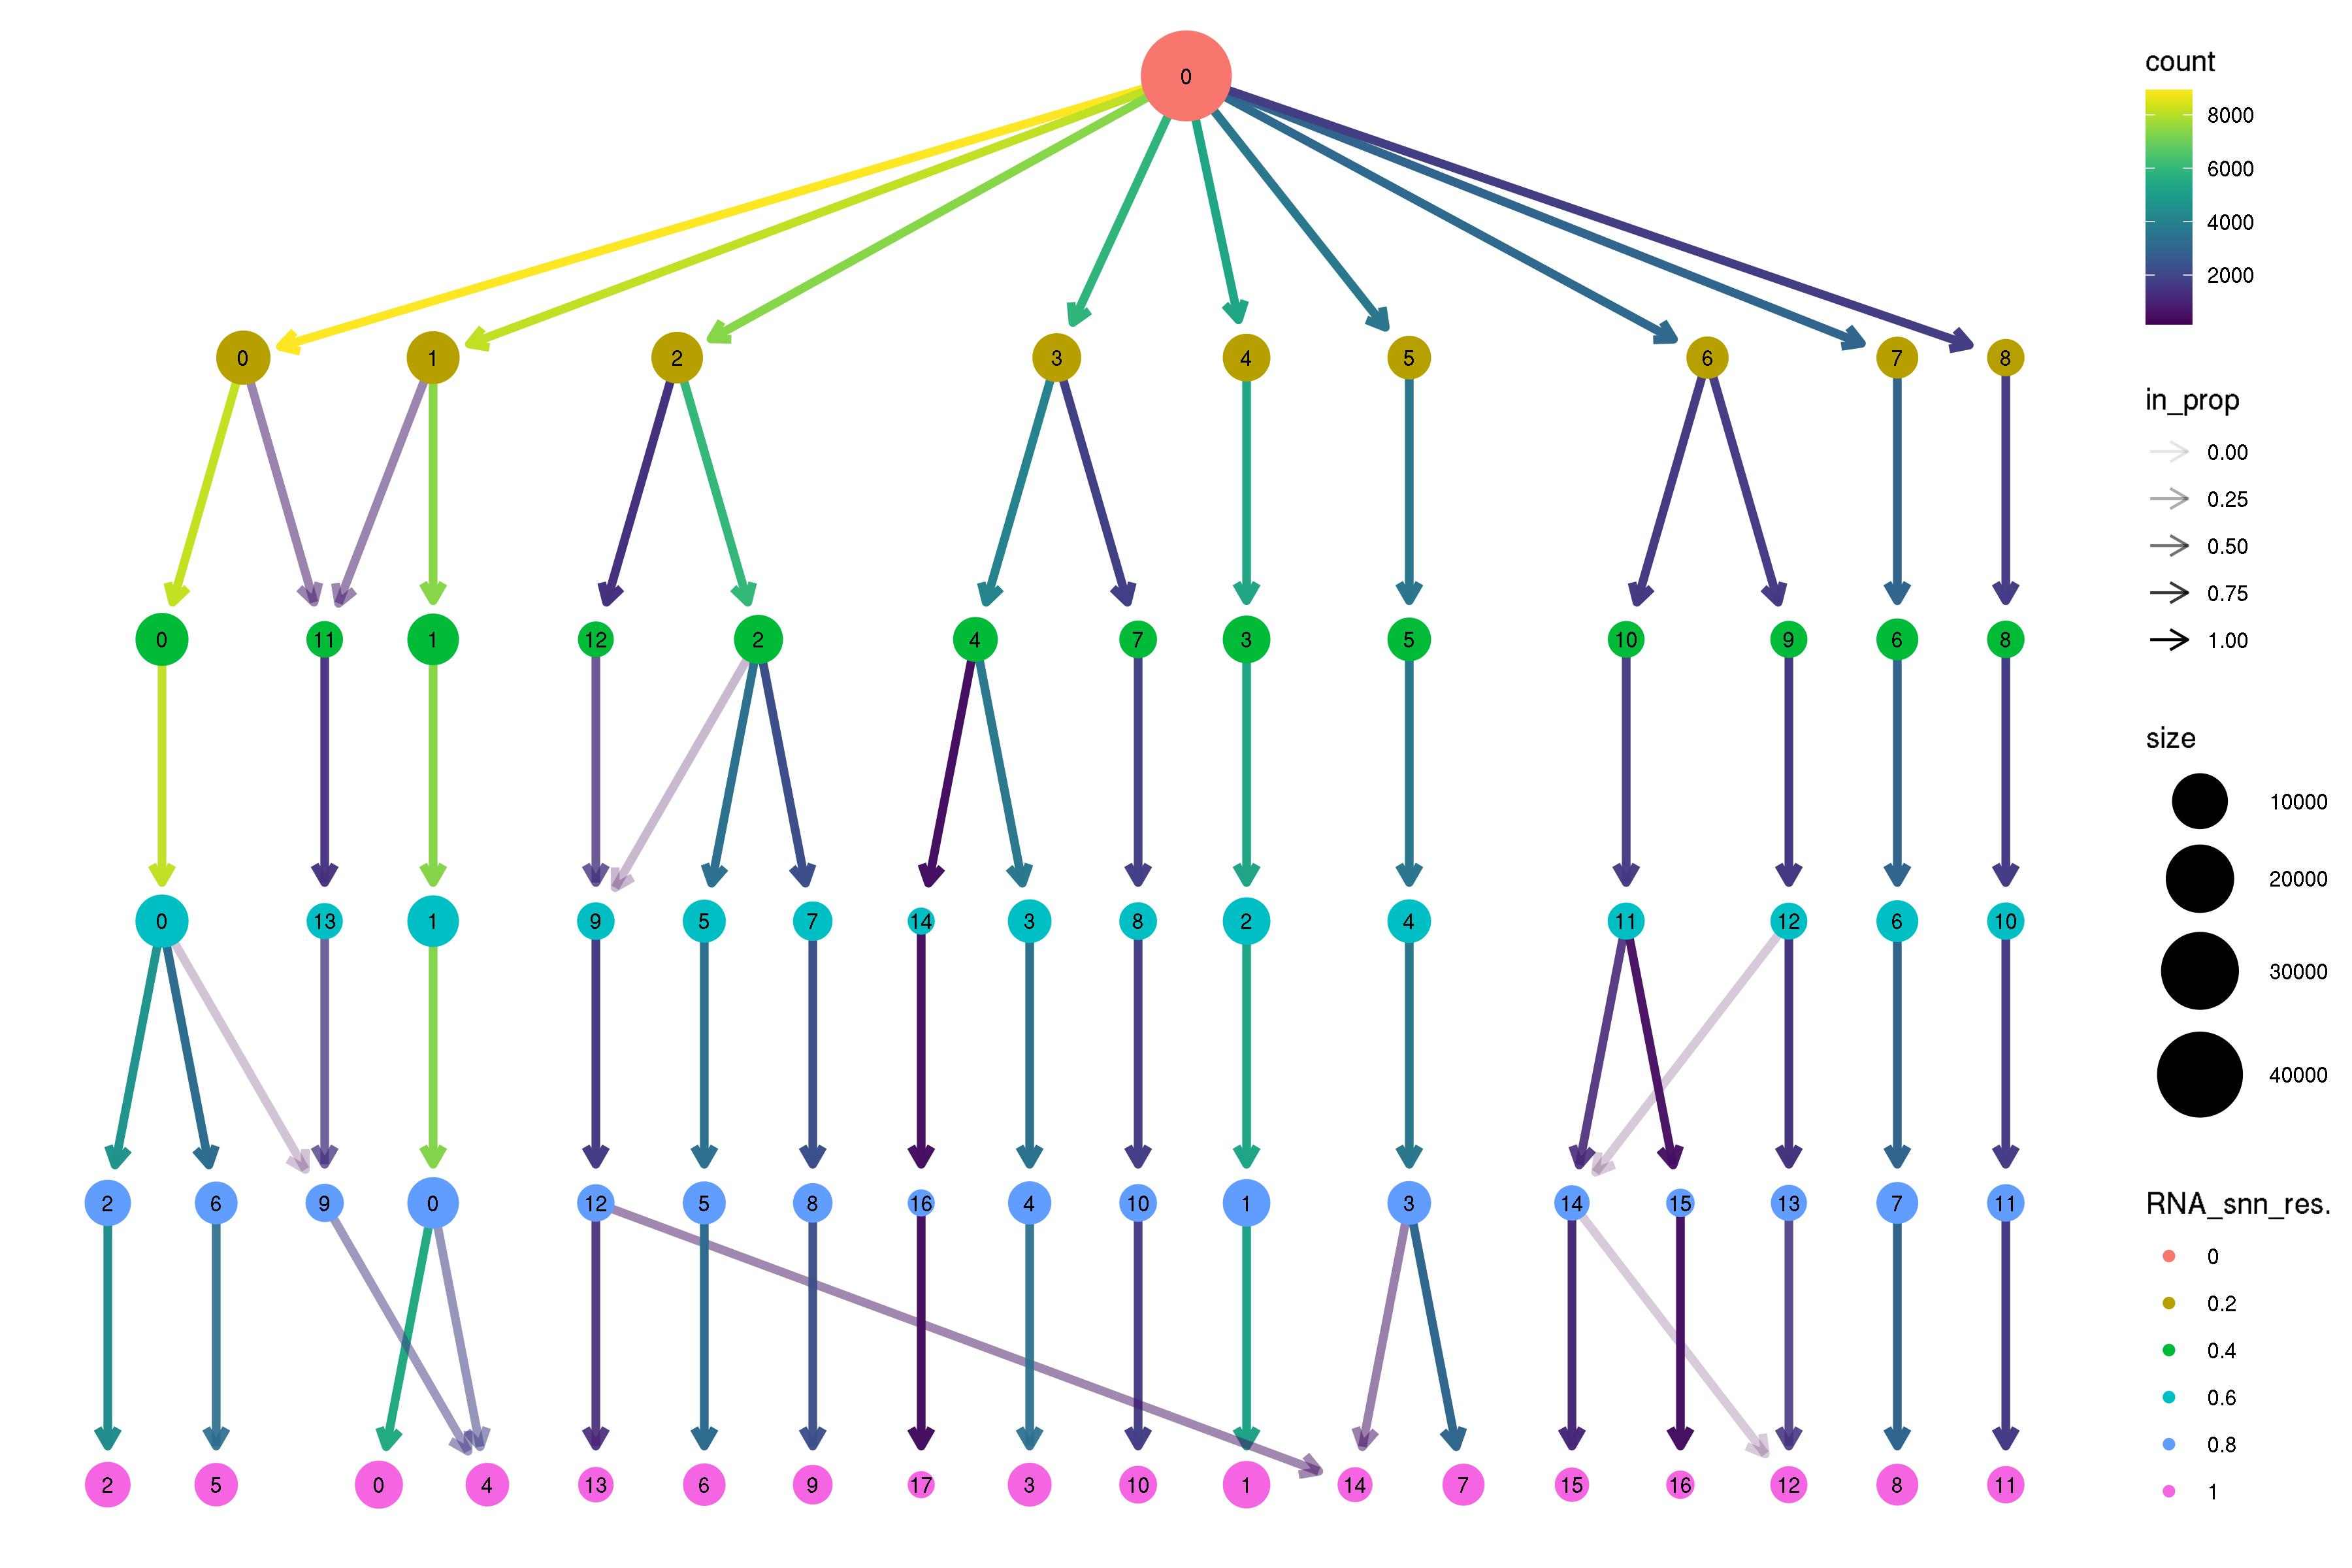 0
0 1 2 3 4 5 6 7 8
0 11 1 12 2 4 7 3 5 10 9 6 8
0 13 1 9 5 7 14 3 8 2 4 11 12 6 10
2 6 9 0 12 5 8 16 4 10 1 3 14 15 13 7 11
2 5 0 4 13 6 9 17 3 10 1 14 7 15 16 12 8 11
count
8000
6000
4000
2000
in_prop
0.00
0.25
0.50
0.75
1.00
size
10000
20000
30000
40000
RNA_snn_res.
0
0.2
0.4
0.6
0.8
1